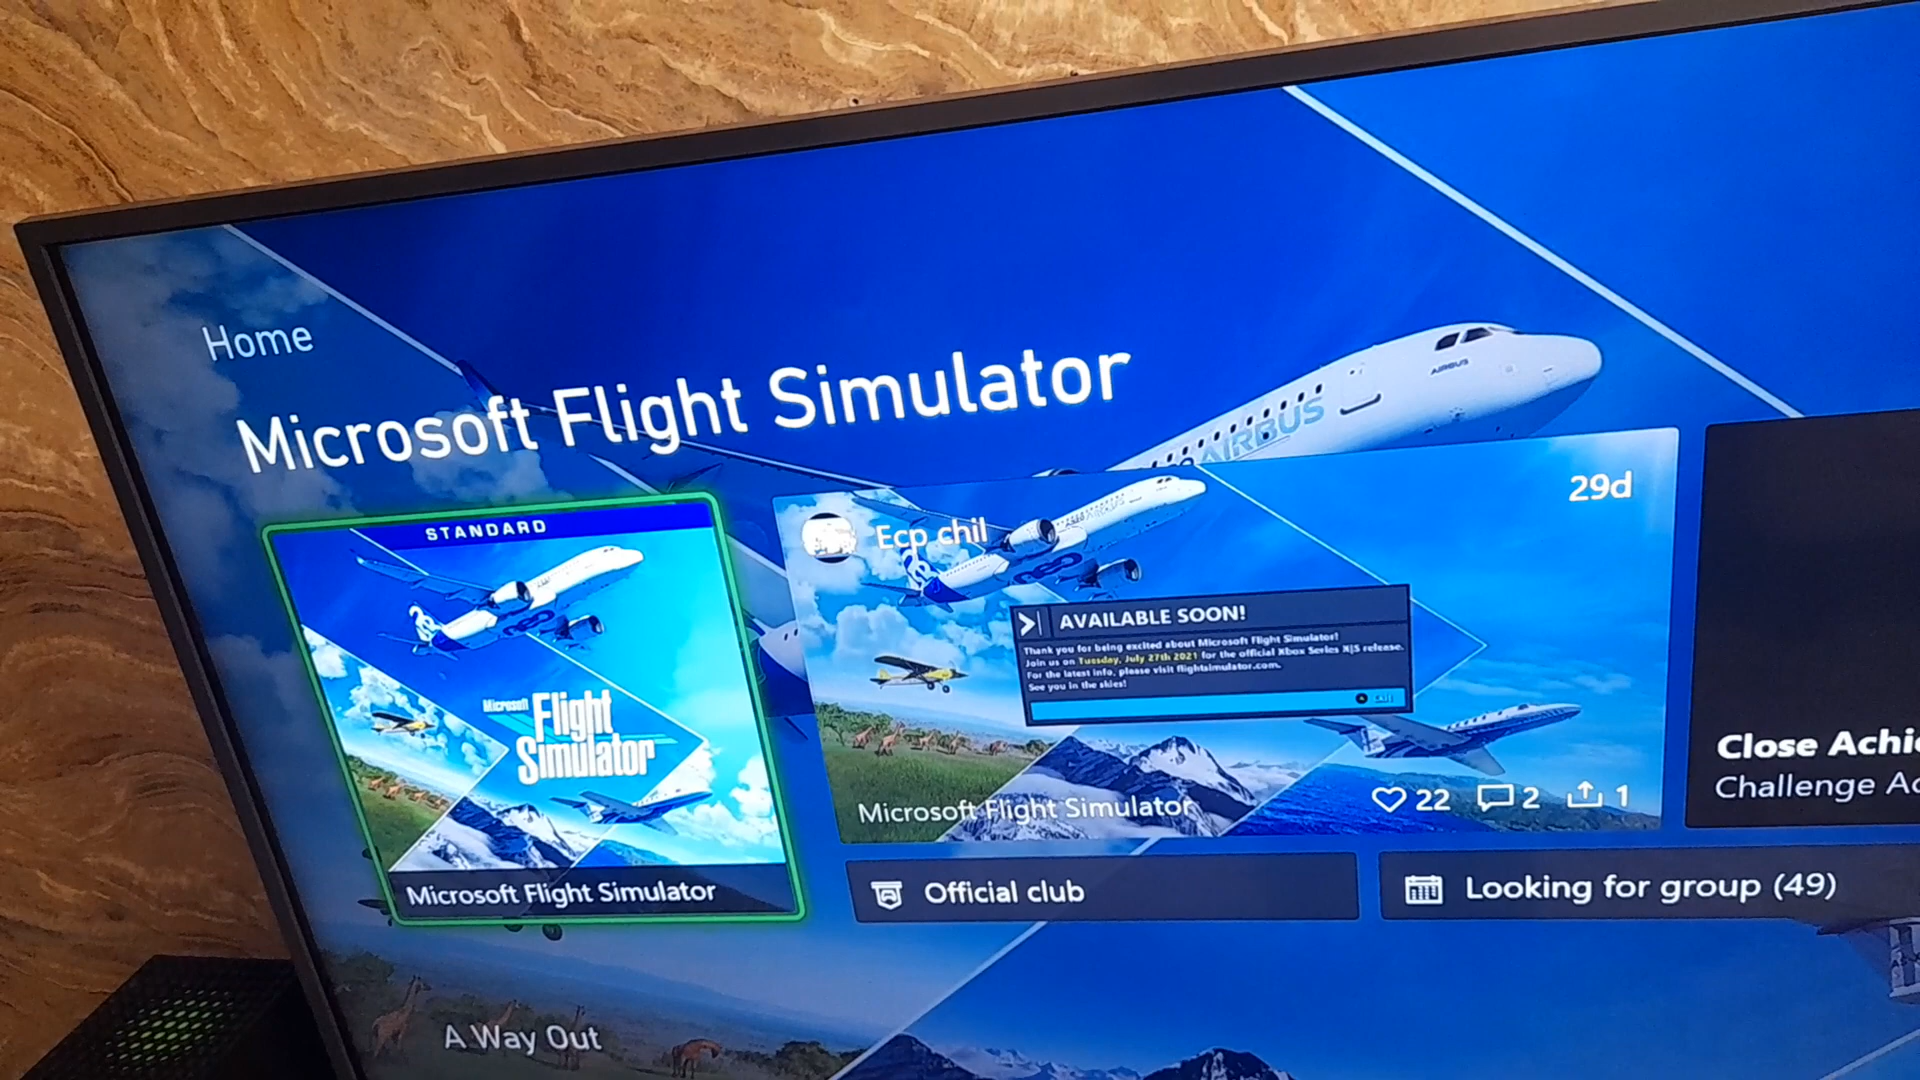 Home
Microsoft Flight Simulator
AIRBUS
AIRBUS
STANDARD
Microsoft
Flight
Simulator
Microsoft Flight Simulator
Ecp chil
29d
AVAILABLE SOON!
Thank you for being excited about Microsoft Flight Simulator!
Join us on Tuesday, July 27th 2021 for the official Xbox Series X|S release.
For the latest info, please visit flightsimulator.com.
See you in the skies!
Microsoft Flight Simulator
22
2
1
Close Achie
Challenge Ac
Official club
Looking for group (49)
A Way Out